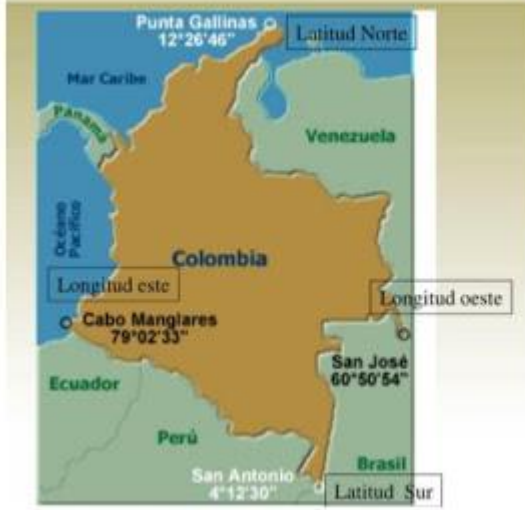 Punta Gallinas
12°26'46"
Latitud Norte
Mar Caribe
Panamá
Venezuela
Océano
Pacífico
Colombia
Longitud este
Longitud oeste
Cabo Manglares
79°02'33"
San José
60°50'54"
Ecuador
Perú
Brasil
San Antonio
4°12'30"
Latitud Sur